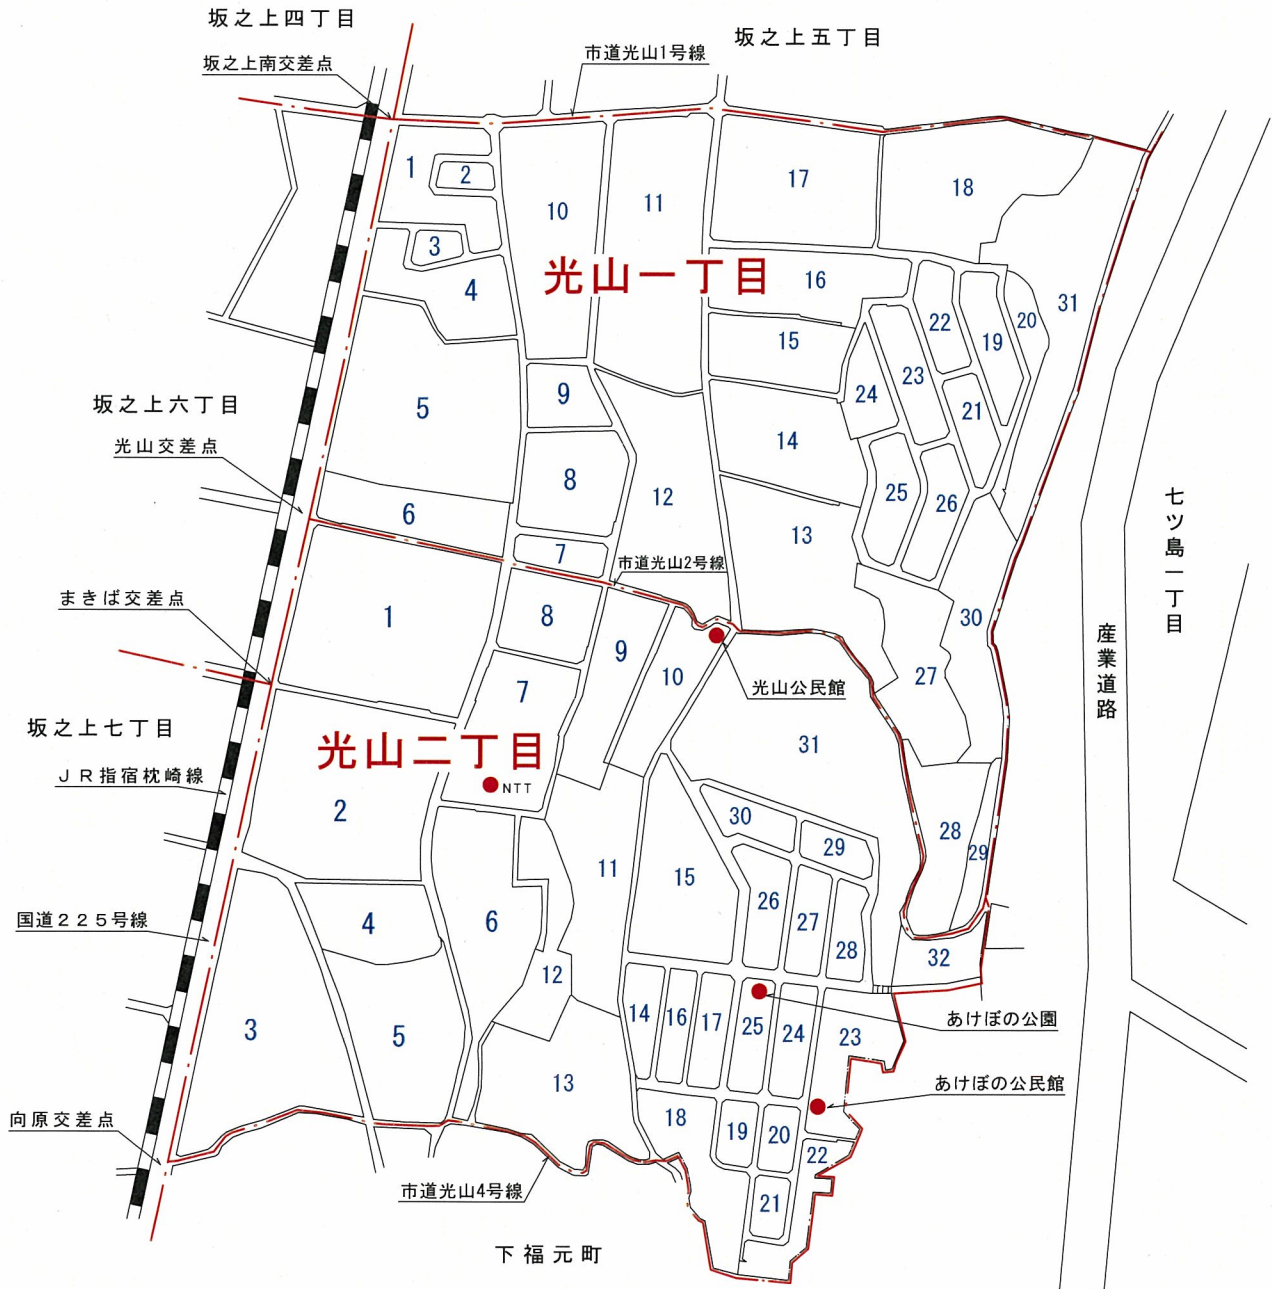 坂之上四丁目
坂之上五丁目
市道光山1号線
坂之上南交差点
1
2
3
4
10
11
17
18
光山一丁目
16
15
31
20
19
22
23
24
21
5
9
14
坂之上六丁目
光山交差点
8
12
25
26
6
13
7
市道光山2号線
七ツ島一丁目
まきば交差点
1
8
9
10
30
27
産業道路
光山公民館
7
31
坂之上七丁目
光山二丁目
JR指宿枕崎線
NTT
2
30
29
28
29
11
15
26
27
28
国道225号線
4
6
12
32
3
5
14
16
17
25
24
23
あけぼの公園
13
あけぼの公民館
向原交差点
18
19
20
22
21
市道光山4号線
下福元町